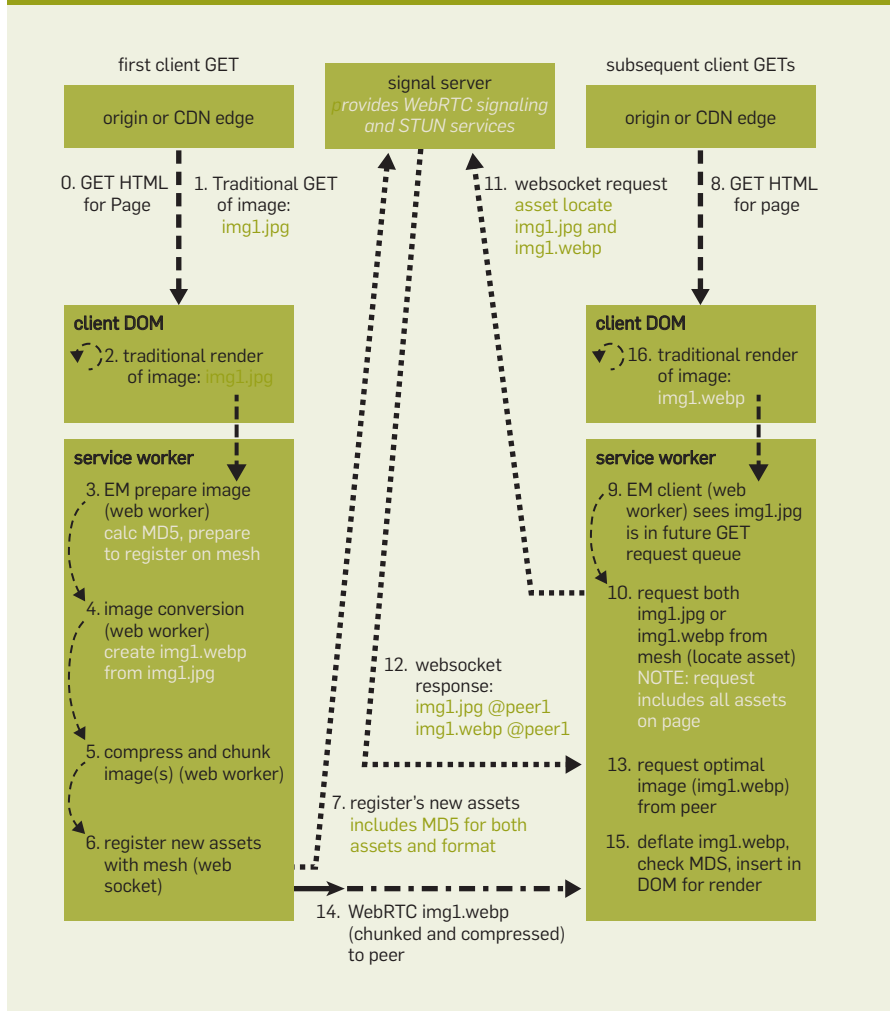 first client GET
origin or CDN edge
0. GET HTML
for Page
1. Traditional GET
of image:
img1.jpg
client DOM
2. traditional render
of image: img1.jpg
service worker
3. EM prepare image
(web worker)
calc MD5, prepare
to register on mesh
4. image conversion
(web worker)
create img1.webp
from img1.jpg
5. compress and chunk
image(s) (web worker)
6. register new assets
with mesh (web
socket)
signal server
provides WebRTC signaling
and STUN services
11. websocket request
asset locate
img1.jpg and
img1.webp
12. websocket
response:
img1.jpg @peer1
img1.webp @peer1
7. register's new assets
includes MD5 for both
assets and format
14. WebRTC img1.webp
(chunked and compressed)
to peer
subsequent client GETs
origin or CDN edge
8. GET HTML
for page
client DOM
16. traditional render
of image:
img1.webp
service worker
9. EM client (web
worker) sees img1.jpg
is in future GET
request queue
10. request both
img1.jpg or
img1.webp from
mesh (locate asset)
NOTE: request
includes all assets
on page
13. request optimal
image (img1.webp)
from peer
15. deflate img1.webp,
check MDS, insert in
DOM for render